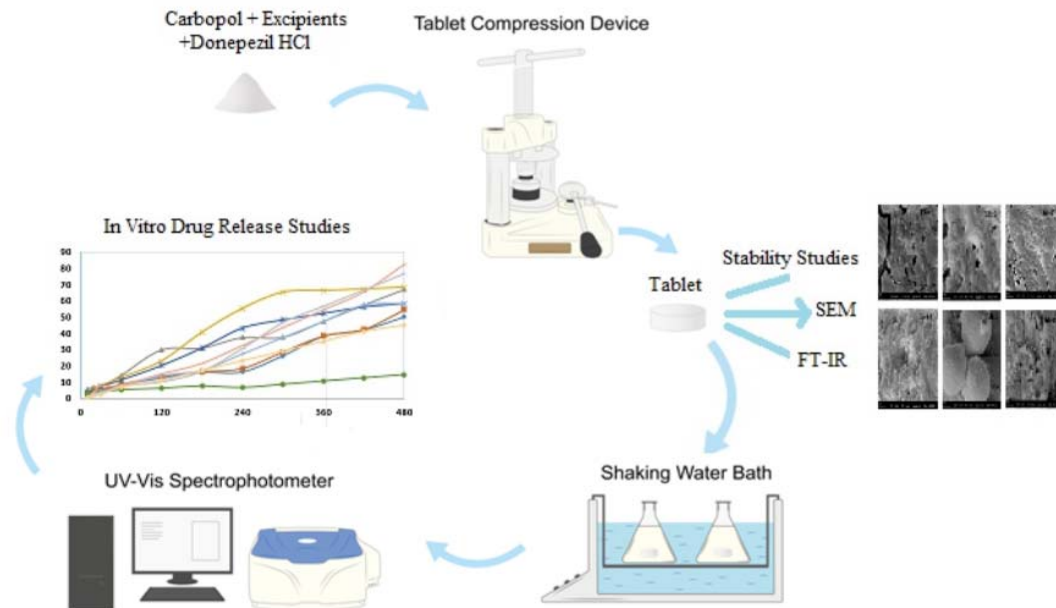 Carbopol + Excipients
+Donepezil HCl
Tablet Compression Device
In Vitro Drug Release Studies
90
80
70
60
50
40
30
20
10
0
0
120
240
360
480
Tablet
Stability Studies
SEM
FT-IR
Shaking Water Bath
UV-Vis Spectrophotometer